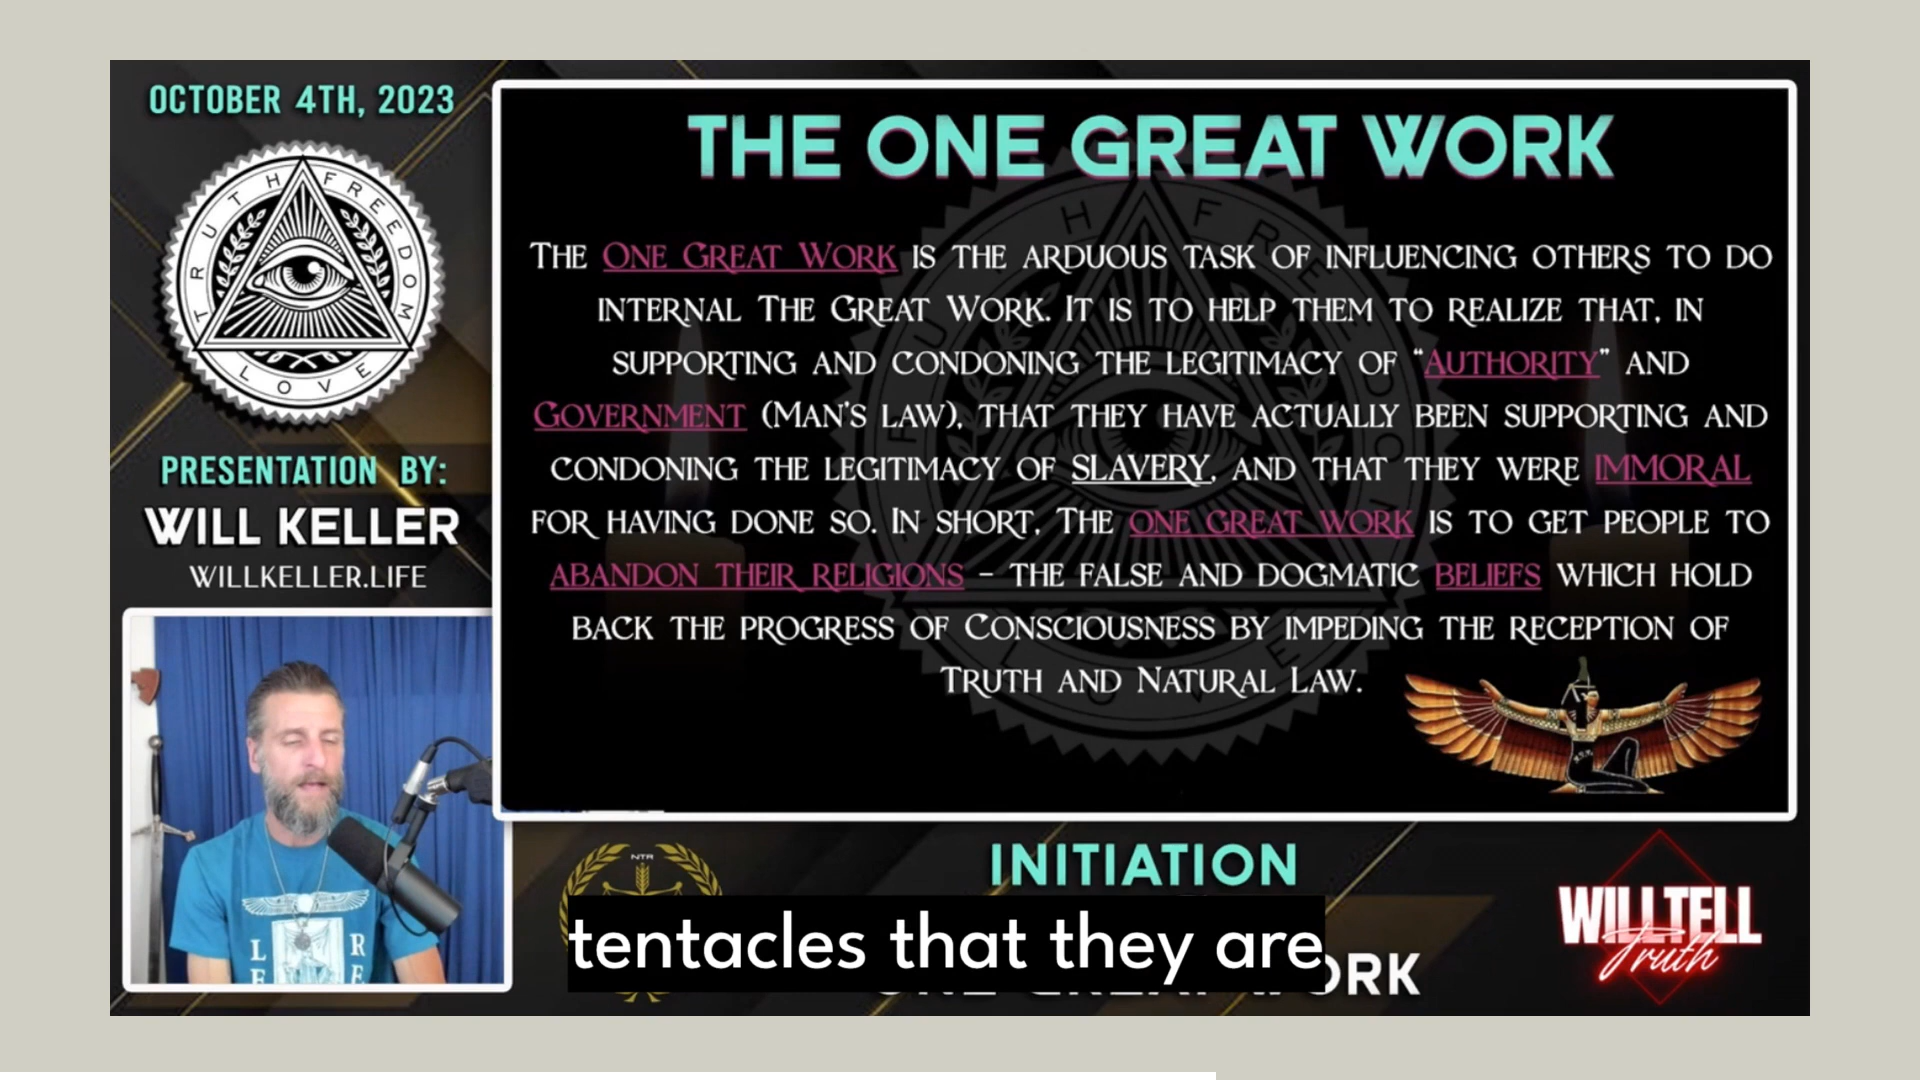 OCTOBER 4TH, 2023
TRUTH FREEDOM
LOVE
PRESENTATION BY:
WILL KELLER
WILLKELLER.LIFE
THE ONE GREAT WORK
THE ONE GREAT WORK IS THE ARDUOUS TASK OF INFLUENCING OTHERS TO DO
INTERNAL THE GREAT WORK. IT IS TO HELP THEM TO REALIZE THAT, IN
SUPPORTING AND CONDONING THE LEGITIMACY OF “AUTHORITY” AND
GOVERNMENT (MAN’S LAW), THAT THEY HAVE ACTUALLY BEEN SUPPORTING AND
CONDONING THE LEGITIMACY OF SLAVERY, AND THAT THEY WERE IMMORAL
FOR HAVING DONE SO. IN SHORT, THE ONE GREAT WORK IS TO GET PEOPLE TO
ABANDON THEIR RELIGIONS – THE FALSE AND DOGMATIC BELIEFS WHICH HOLD
BACK THE PROGRESS OF CONSCIOUSNESS BY IMPEDING THE RECEPTION OF
TRUTH AND NATURAL LAW.
NTR
INITIATION
tentacles that they are
WILLTELL
Truth